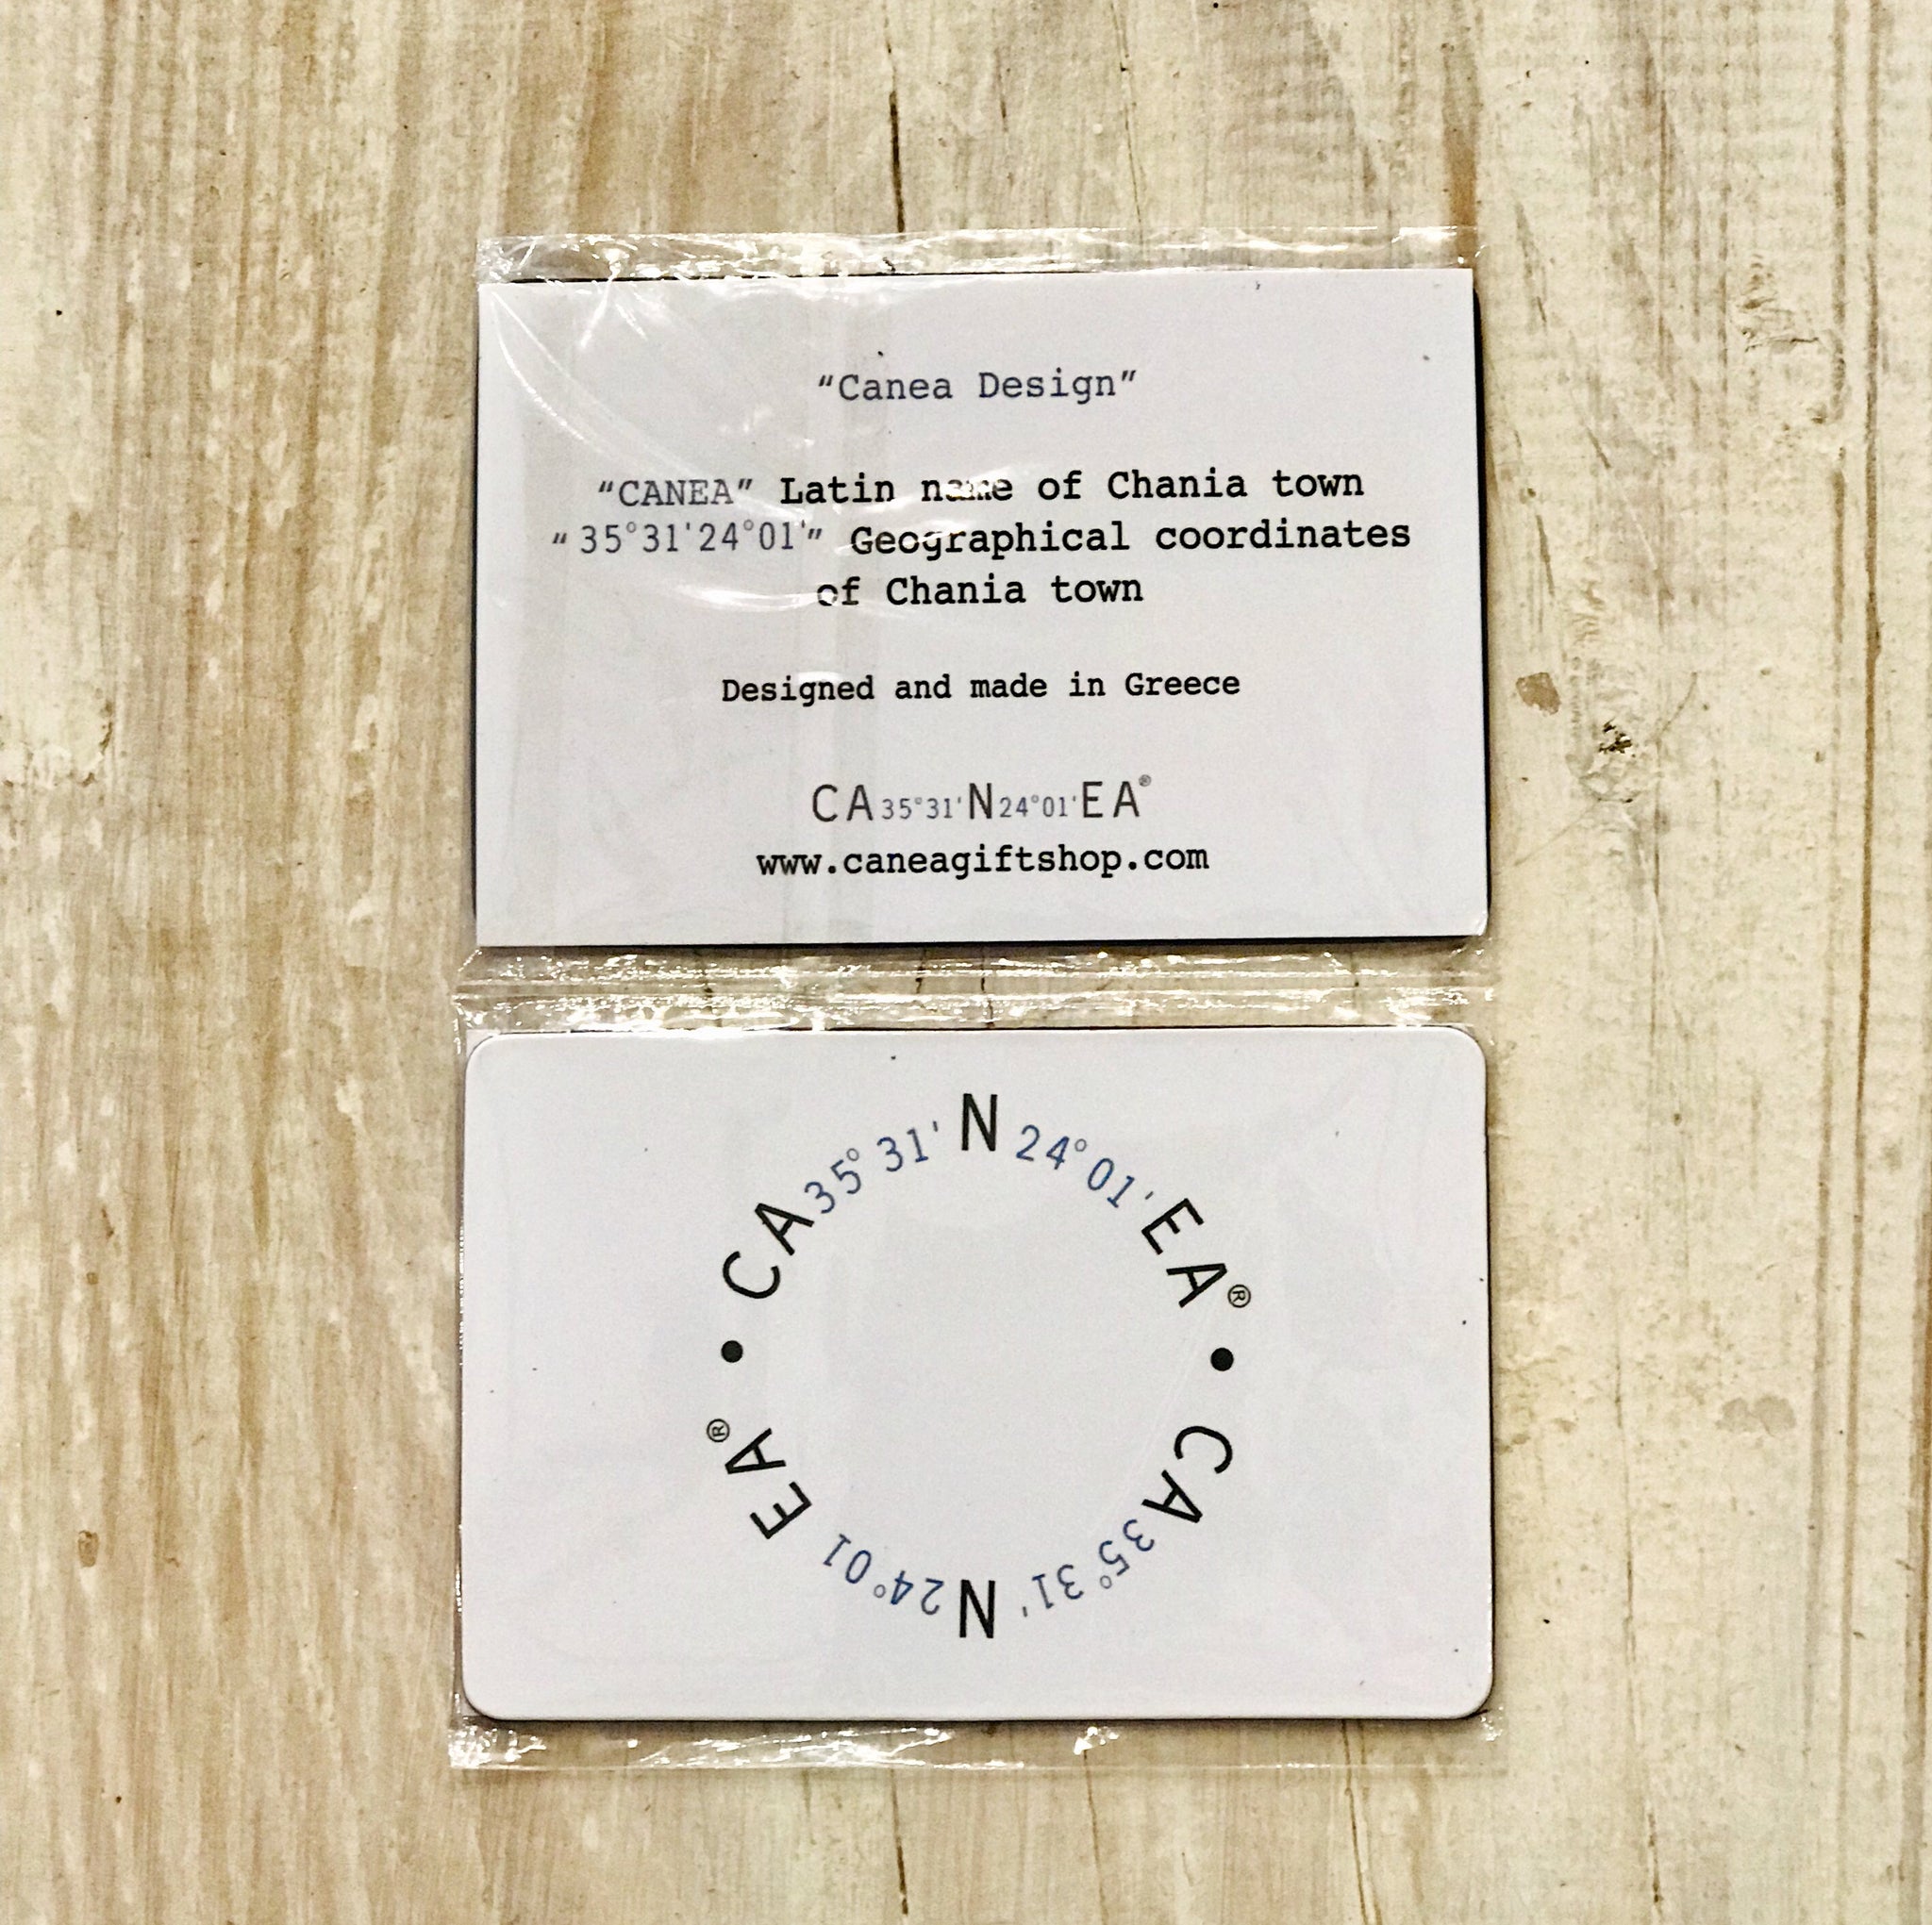 “Canea Design”
“CANEA” Latin name of Chania town
“35°31'24°01'” Geographical coordinates
of Chania town
Designed and made in Greece
CA35°31'N24°01'EA®
www.caneagiftshop.com
• CA35°31'N24°01'EA®
• CA35°31'N24°01EA®